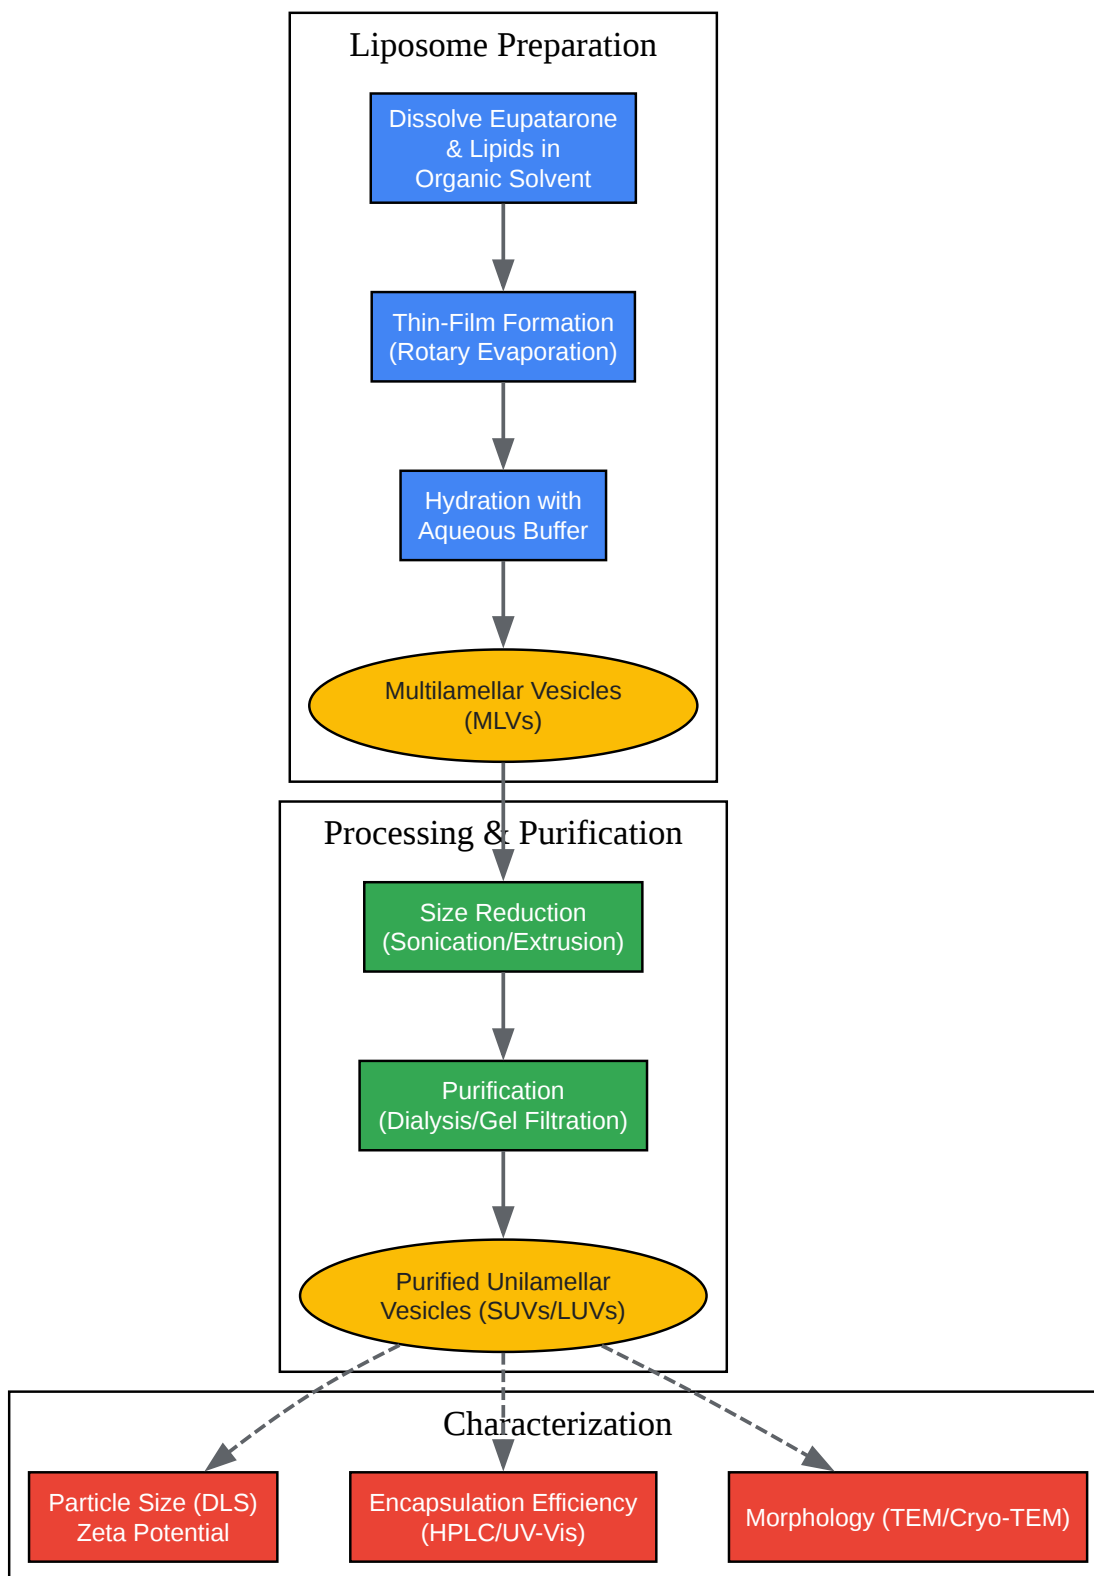 Liposome Preparation
Dissolve Eupatarone
& Lipids in
Organic Solvent
Thin-Film Formation
(Rotary Evaporation)
Hydration with
Aqueous Buffer
Multilamellar Vesicles
(MLVs)
Processing & Purification
Size Reduction
(Sonication/Extrusion)
Purification
(Dialysis/Gel Filtration)
Purified Unilamellar
Vesicles (SUVs/LUVs)
Characterization
Particle Size (DLS)
Zeta Potential
Encapsulation Efficiency
(HPLC/UV-Vis)
Morphology (TEM/Cryo-TEM)